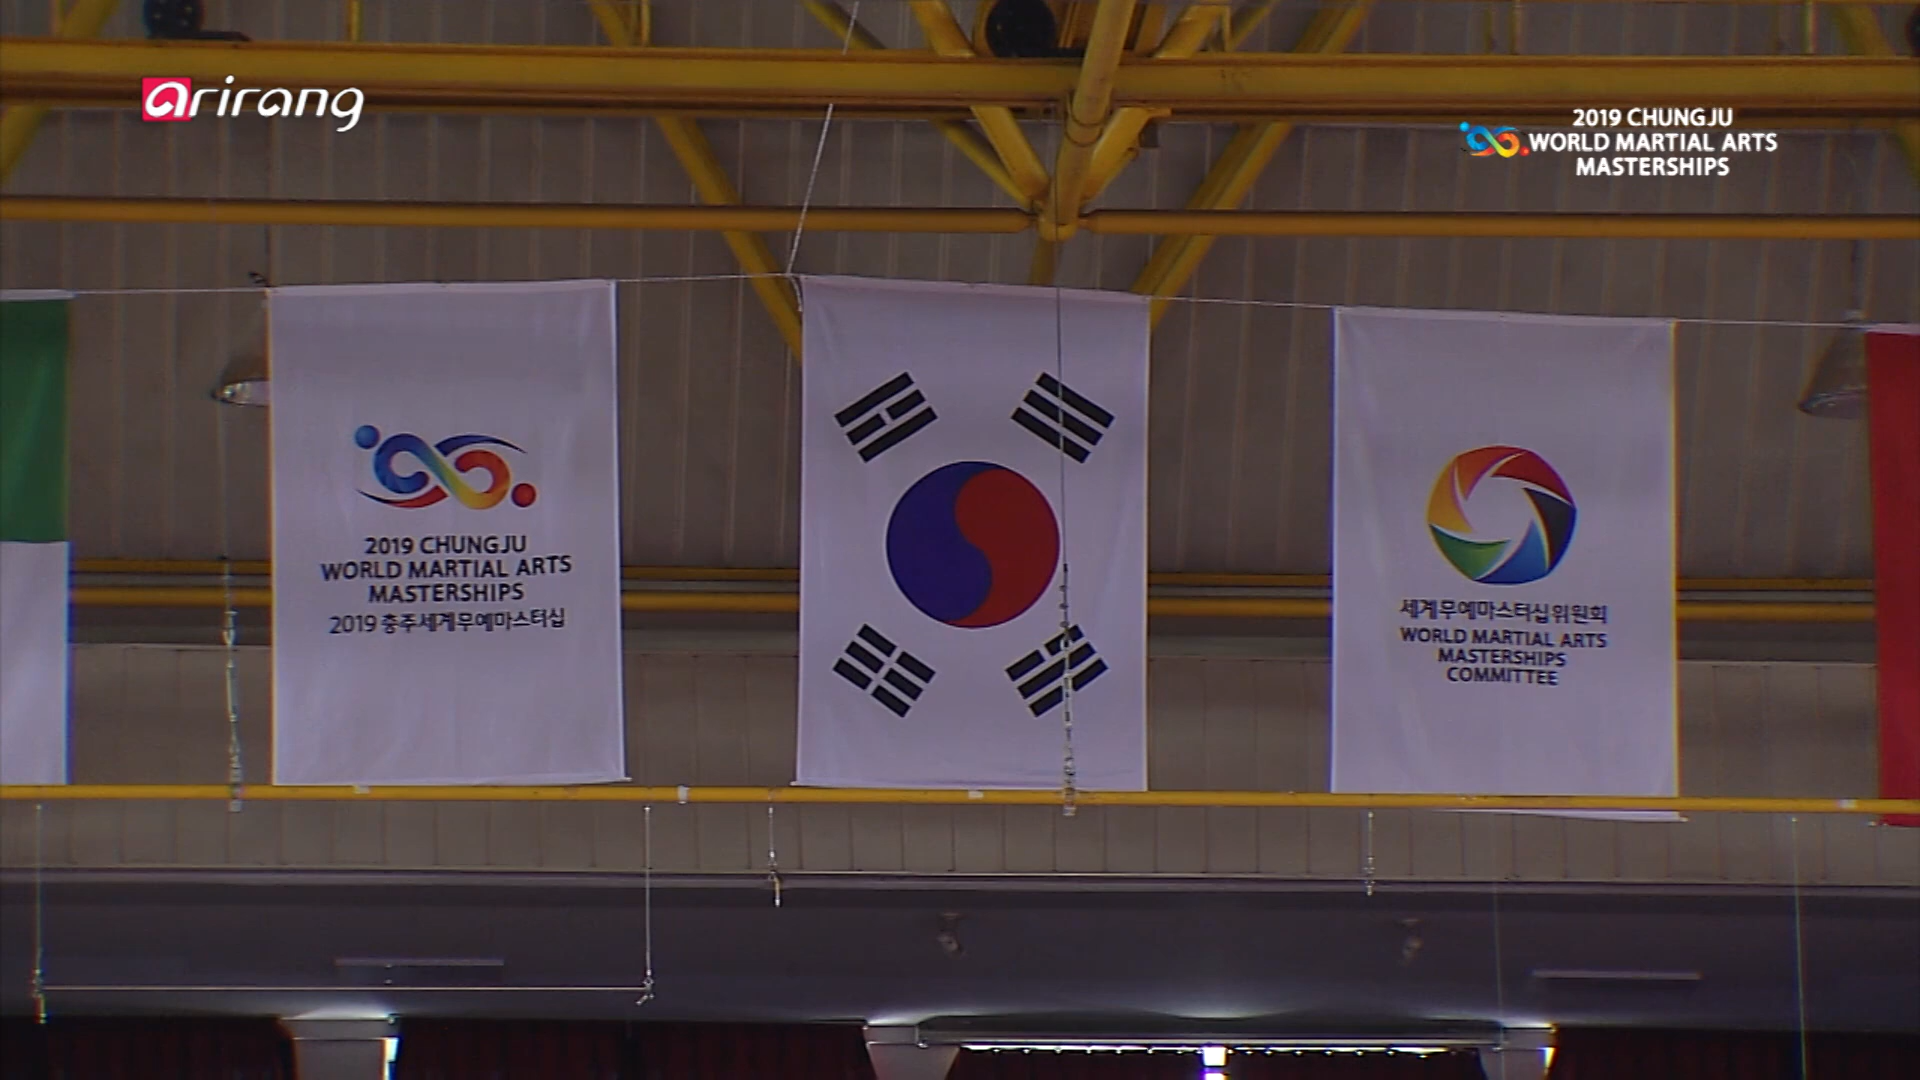 arirang
2019 CHUNGJU
WORLD MARTIAL ARTS
MASTERSHIPS
2019 CHUNGJU
WORLD MARTIAL ARTS
MASTERSHIPS
2019 충주세계무예마스터십
세계무예마스터십위원회
WORLD MARTIAL ARTS
MASTERSHIPS
COMMITTEE